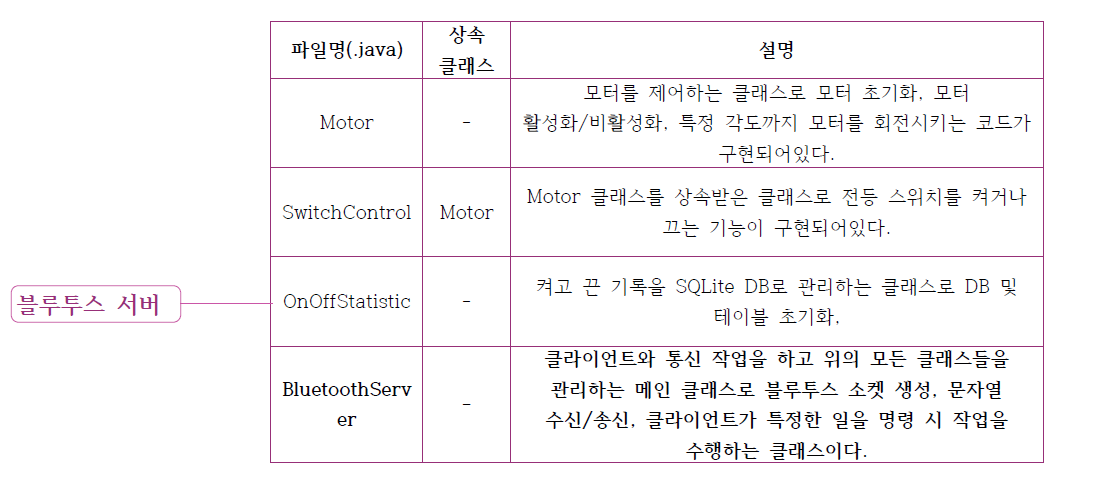 파일명(.java)
상속
클래스
설명
Motor
-
모터를 제어하는 클래스로 모터 초기화, 모터
활성화/비활성화, 특정 각도까지 모터를 회전시키는 코드가
구현되어있다.
SwitchControl
Motor
Motor 클래스를 상속받은 클래스로 전등 스위치를 켜거나
끄는 기능이 구현되어있다.
블루투스 서버
OnOffStatistic
-
켜고 끈 기록을 SQLite DB로 관리하는 클래스로 DB 및
테이블 초기화,
BluetoothServ
er
-
클라이언트와 통신 작업을 하고 위의 모든 클래스들을
관리하는 메인 클래스로 블루투스 소켓 생성, 문자열
수신/송신, 클라이언트가 특정한 일을 명령 시 작업을
수행하는 클래스이다.